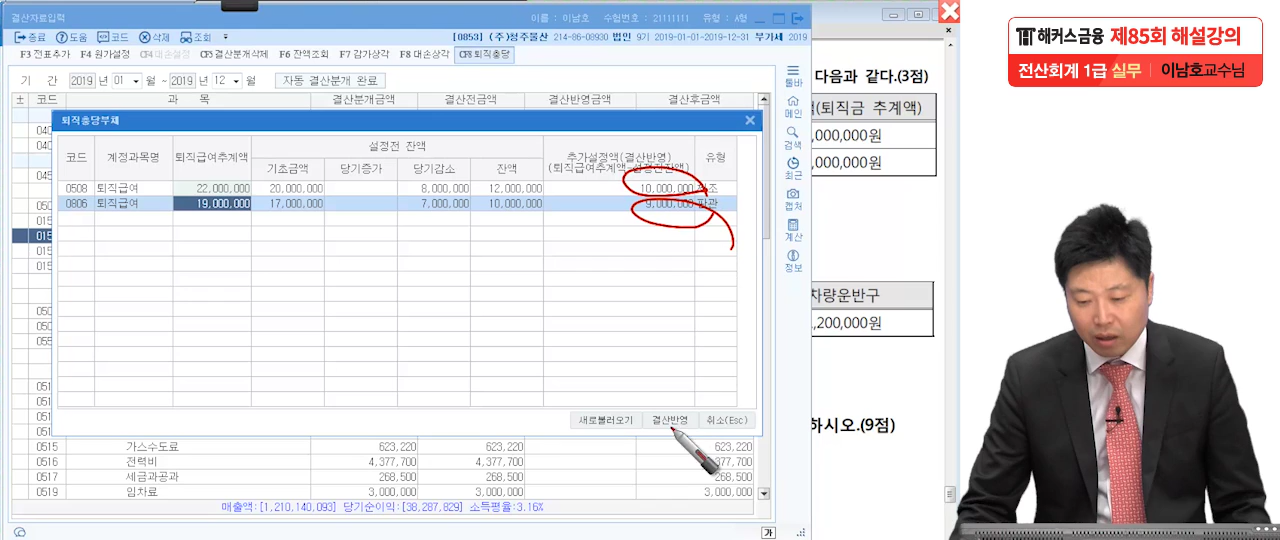 결산자료입력
이름 : 이남호 수험번호 : 21111111 유형 : A형
종료 도움 코드 삭제 조회
[0853] (주)청주물산 214-86-08930 법인 9기 2019-01-01~2019-12-31 부가세 2019
F3 전표추가 F4 원가설정 CF4 대손설정 CF5 결산분개삭제 F6 잔액조회 F7 감가상각 F8 대손상각 CF8 퇴직충당
기 간 2019 년 01 월 ~ 2019 년 12 월 자동 결산분개 완료
± 코드 과 목 결산분개금액 결산전금액 결산반영금액 결산후금액
퇴직충당부채
코드 계정과목명 퇴직급여추계액 설정전 잔액 추가설정액(결산반영) 유형
기초금액 당기증가 당기감소 잔액 (퇴직급여추계액-설정전잔액)
0508 퇴직급여 22,000,000 20,000,000 8,000,000 12,000,000 10,000,000 제조
0806 퇴직급여 19,000,000 17,000,000 7,000,000 10,000,000 9,000,000 판관
새로불러오기 결산반영 취소(Esc)
0515 가스수도료 623,220 623,220 623,220
0516 전력비 4,377,700 4,377,700 377,700
0517 세금과공과 268,500 268,500 268,500
0519 임차료 3,000,000 3,000,000 3,000,000
매출액:[1,210,140,093] 당기순이익:[38,287,829] 소득평율:3.16%
가
툴바
메인
검색
최근
캡처
계산
정보
다음과 같다.(3점)
(퇴직금 추계액)
,000,000원
,000,000원
차량운반구
,200,000원
하시오.(9점)
해커스금융 제85회 해설강의
전산회계 1급 실무 이남호교수님